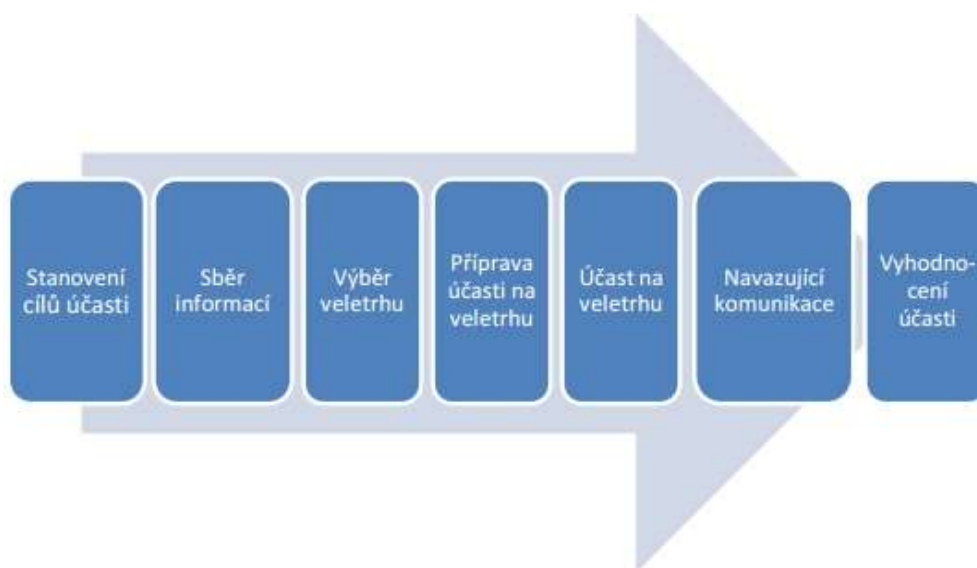 Stanovení
cílů účasti
Sběr
informací
Výběr
veletrhu
Příprava
účasti na
veletrhu
Účast na
veletrhu
Navazující
komunikace
Vyhodno-
cení
účasti